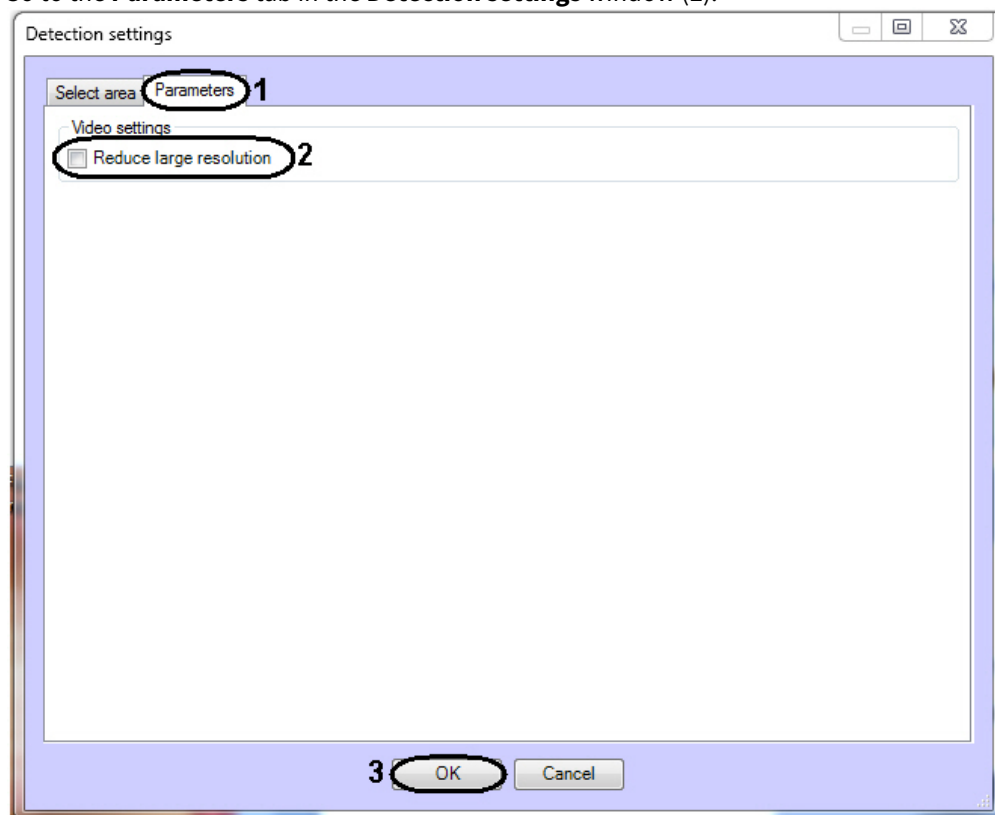 Go to the Parameters tab in the Detection settings window (1).
Detection settings
Select area Parameters 1
Video settings
Reduce large resolution 2
3 OK Cancel